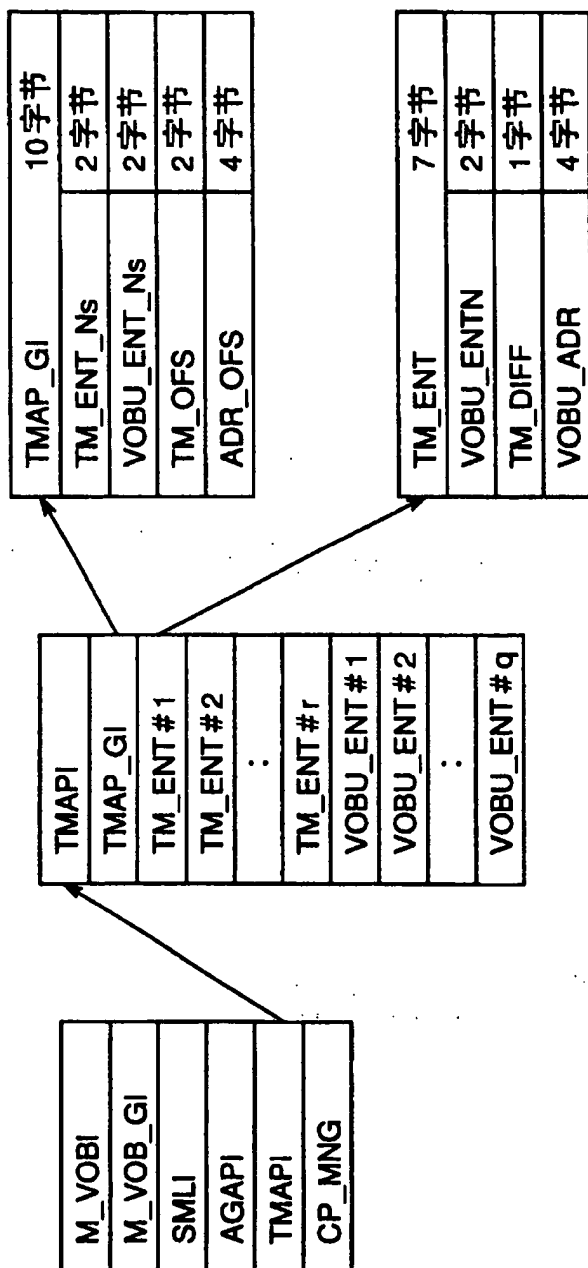 M_VOBI
M_VOB_GI
SMLI
AGAPI
TMAPI
CP_MNG
TMAPI
TMAP_GI
TM_ENT#1
TM_ENT#2
:
TM_ENT#r
VOBU_ENT#1
VOBU_ENT#2
:
VOBU_ENT#q
TMAP_GI 10字节
TM_ENT_Ns 2字节
VOBU_ENT_Ns 2字节
TM_OFS 2字节
ADR_OFS 4字节
TM_ENT 7字节
VOBU_ENTN 2字节
TM_DIFF 1字节
VOBU_ADR 4字节